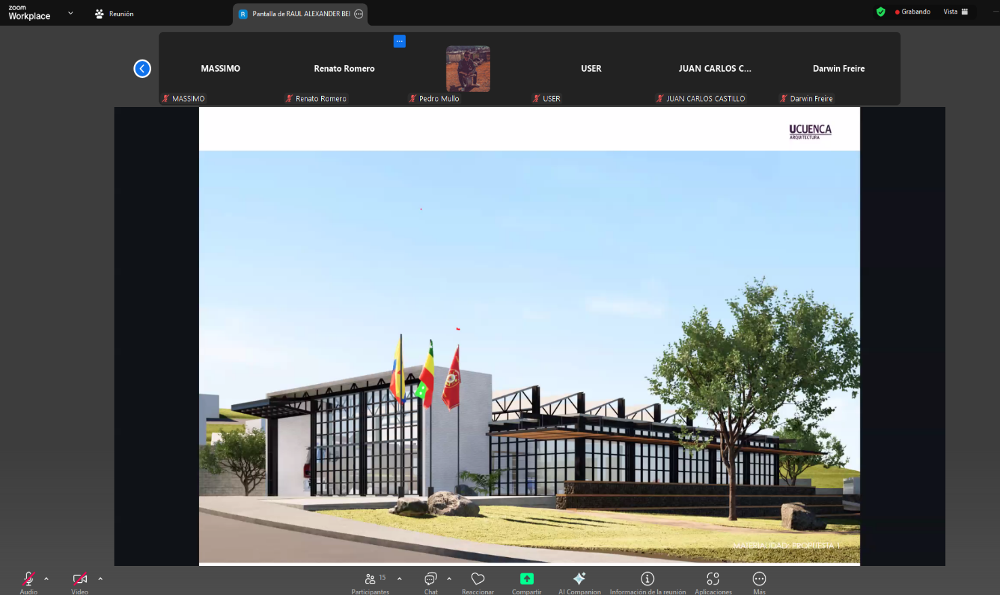 zoom
Workplace
Reunión
R
Pantalla de RAUL ALEXANDER BEI
Grabando
Vista
MASSIMO
Renato Romero
USER
JUAN CARLOS C...
Darwin Freire
MASSIMO
Renato Romero
Pedro Mullo
USER
JUAN CARLOS CASTILLO
Darwin Freire
UCUENCA
ARQUITECTURA
MATERIALIDAD: PROPUESTA 1
15
Audio
Video
Participantes
Chat
Reaccionar
Compartir
AI Companion
Información de la reunión
Aplicaciones
Más